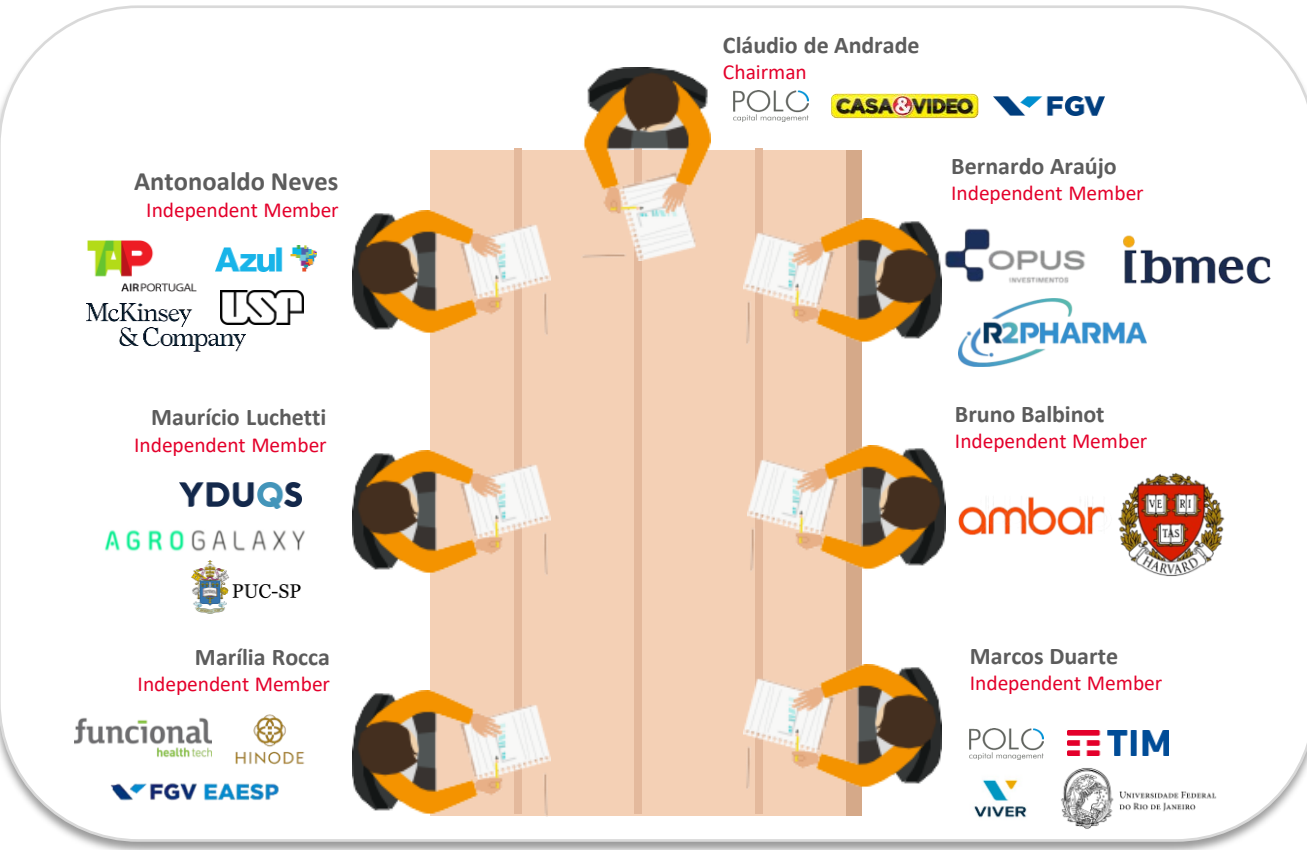 Cláudio de Andrade
Chairman
POLO
capital management
CASA&VIDEO
FGV
Antonoaldo Neves
Independent Member
TAP
AIRPORTUGAL
Azul
McKinsey
& Company
USP
Bernardo Araújo
Independent Member
OPUS
INVESTIMENTOS
ibmec
R2PHARMA
Maurício Luchetti
Independent Member
YDUQS
AGROGALAXY
PUC-SP
Bruno Balbinot
Independent Member
ambar
VE RI
TAS
HARVARD
Marília Rocca
Independent Member
funcional
health tech
HINODE
FGV EAESP
Marcos Duarte
Independent Member
POLO
capital management
TIM
VIVER
UNIVERSIDADE FEDERAL
DO RIO DE JANEIRO